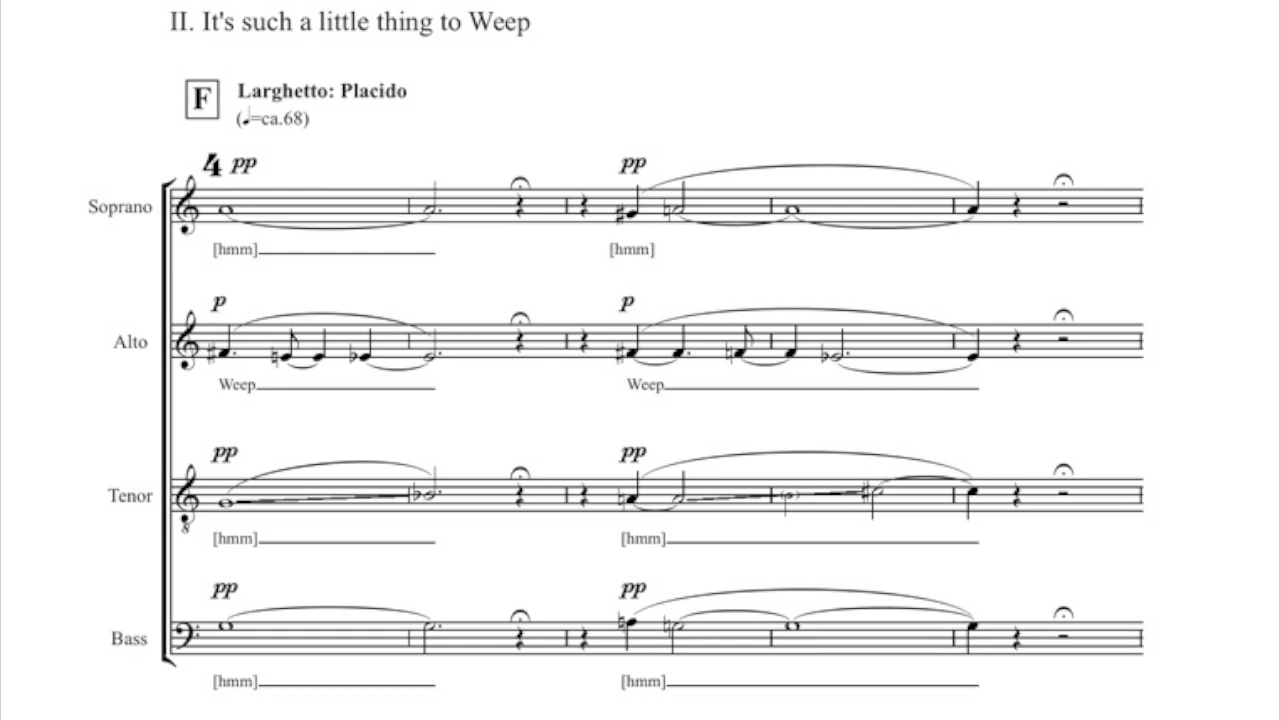 II. It's such a little thing to Weep
F Larghetto: Placido
(♩=ca.68)
4 pp pp
Soprano
[hmm] [hmm]
p p
Alto
Weep Weep
pp pp
Tenor
8
[hmm] [hmm]
pp pp
Bass
[hmm] [hmm]